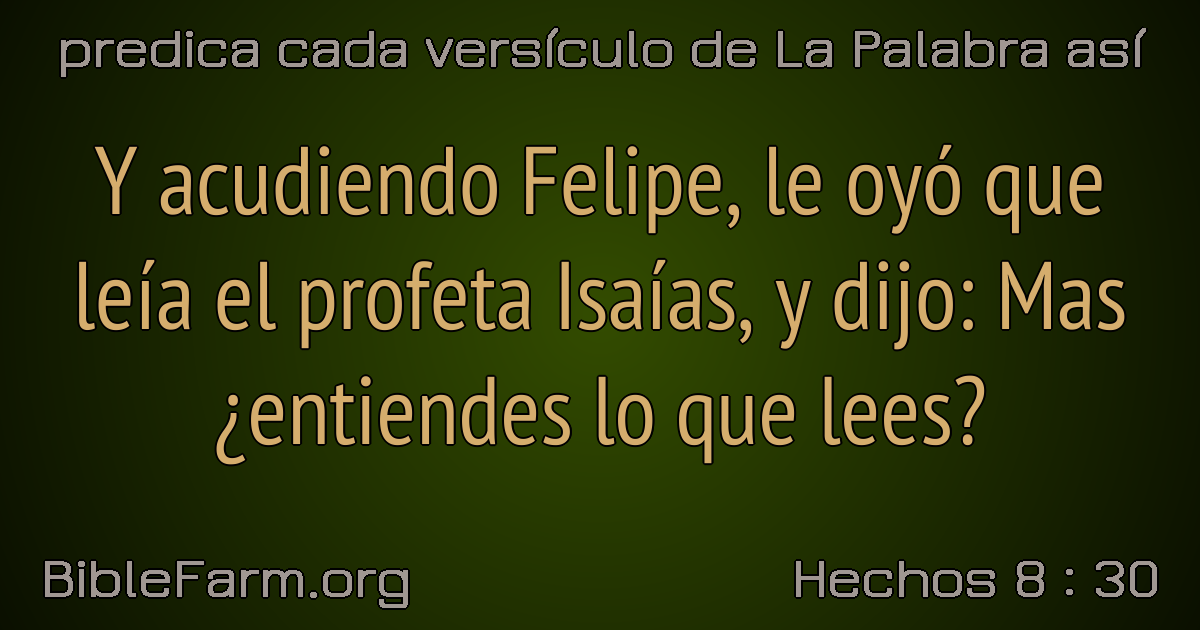 predica cada versículo de La Palabra así
Y acudiendo Felipe, le oyó que
leía el profeta Isaías, y dijo: Mas
¿entiendes lo que lees?
BibleFarm.org
Hechos 8 : 30